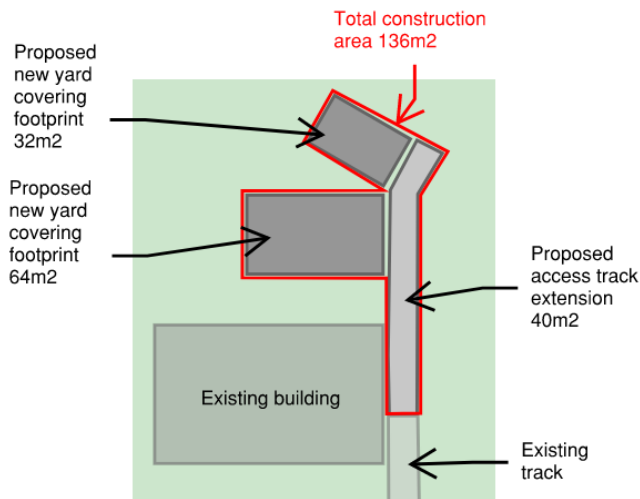 Total construction
area 136m2
Proposed
new yard
covering
footprint
32m2
Proposed
new yard
covering
footprint
64m2
Proposed
access track
extension
40m2
Existing building
Existing
track